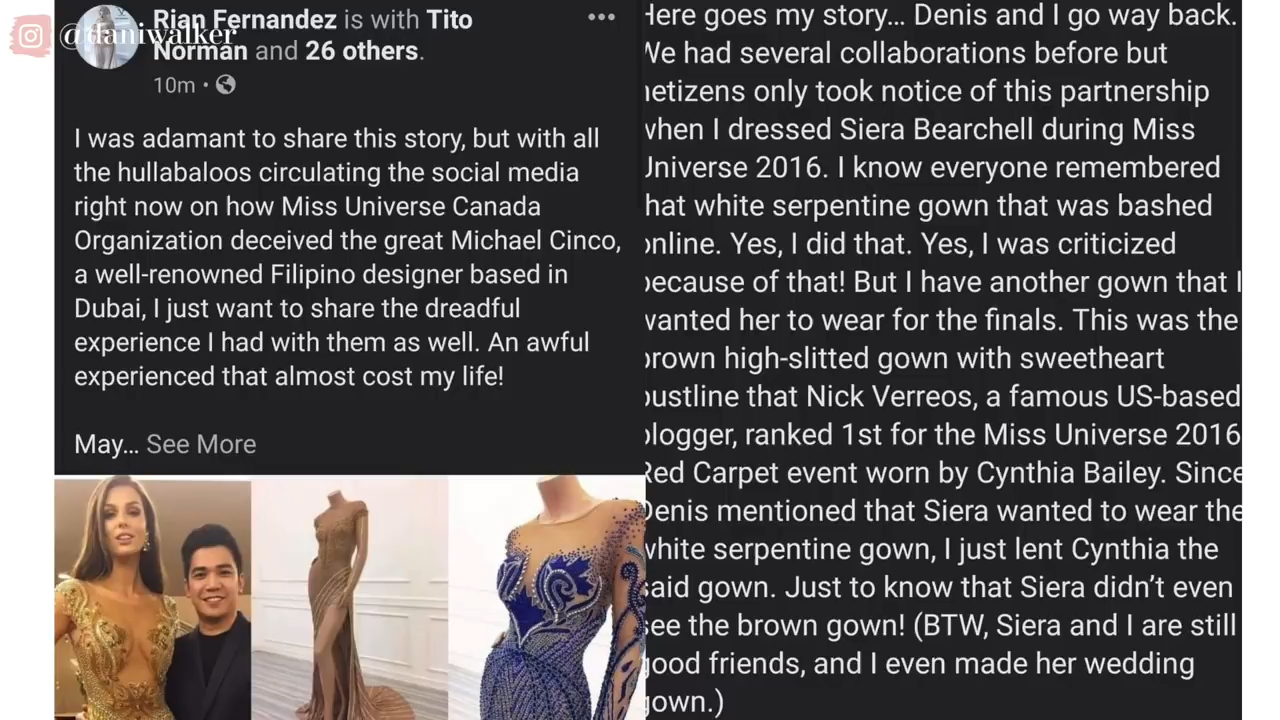 @daniwalker
Rian Fernandez is with Tito
Norman and 26 others.
10m
I was adamant to share this story, but with all
the hullabaloos circulating the social media
right now on how Miss Universe Canada
Organization deceived the great Michael Cinco,
a well-renowned Filipino designer based in
Dubai, I just want to share the dreadful
experience I had with them as well. An awful
experienced that almost cost my life!
May... See More
Here goes my story... Denis and I go way back.
We had several collaborations before but
netizens only took notice of this partnership
when I dressed Siera Bearchell during Miss
Universe 2016. I know everyone remembered
that white serpentine gown that was bashed
online. Yes, I did that. Yes, I was criticized
because of that! But I have another gown that I
wanted her to wear for the finals. This was the
brown high-slitted gown with sweetheart
bustline that Nick Verreos, a famous US-based
blogger, ranked 1st for the Miss Universe 2016
Red Carpet event worn by Cynthia Bailey. Since
Denis mentioned that Siera wanted to wear the
white serpentine gown, I just lent Cynthia the
said gown. Just to know that Siera didn't even
see the brown gown! (BTW, Siera and I are still
good friends, and I even made her wedding
gown.)